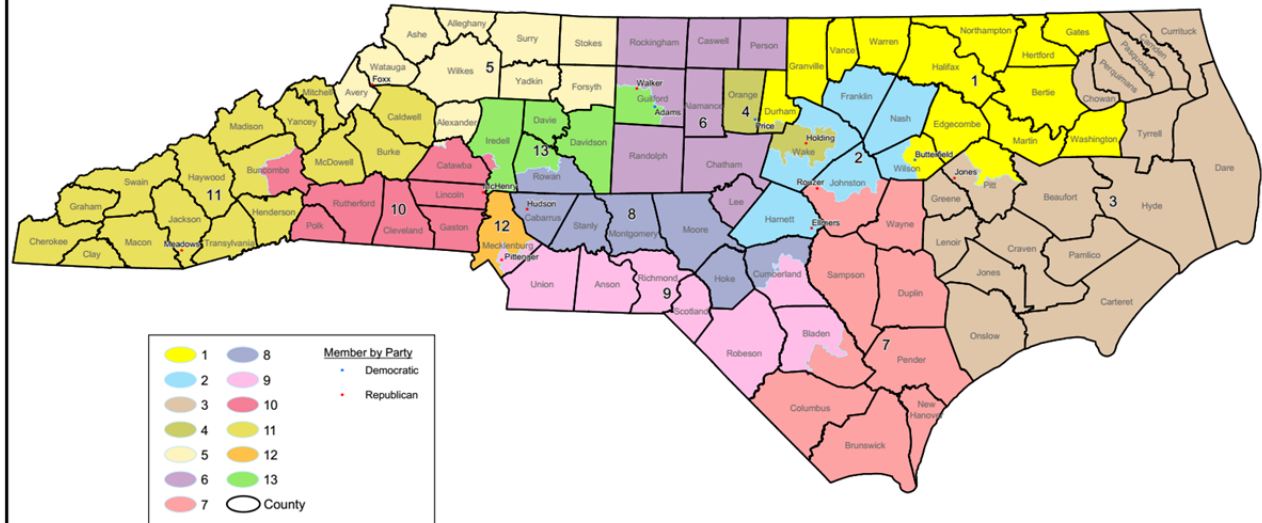 Ashe
Alleghany
Surry
Stokes
Rockingham
Caswell
Person
Granville
Vance
Warren
Northampton
Gates
Hertford
Halifax
1
Bertie
Camden
Currituck
Pasquotank
Perquimans
Chowan
Watauga
Foxx
Wilkes
5
Yadkin
Forsyth
Walker
Guilford
Adams
Alamance
6
Orange
4
Price
Durham
Franklin
Nash
Edgecombe
Martin
Washington
Tyrrell
Dare
Mitchell
Avery
Caldwell
Alexander
Iredell
Davie
13
Davidson
Rowan
Randolph
Chatham
Wake
Holding
2
Wilson
Butterfield
Johnston
Rouzer
Jones
Pitt
Greene
Beaufort
3
Hyde
Madison
Yancey
McDowell
Burke
Catawba
Lincoln
McHenry
Buncombe
Haywood
11
Swain
Graham
Jackson
Henderson
Rutherford
10
Cleveland
Gaston
Polk
Cherokee
Clay
Macon
Meadows
Transylvania
12
Mecklenburg
Pittenger
Hudson
Cabarrus
Stanly
8
Montgomery
Moore
Lee
Harnett
Ellmers
Wayne
Lenoir
Craven
Pamlico
Jones
Carteret
Onslow
Union
Anson
Richmond
9
Scotland
Hoke
Cumberland
Sampson
Duplin
Robeson
Bladen
7
Pender
Columbus
Brunswick
New
Hanover
1
2
3
4
5
6
7
8
9
10
11
12
13
County
Member by Party
Democratic
Republican